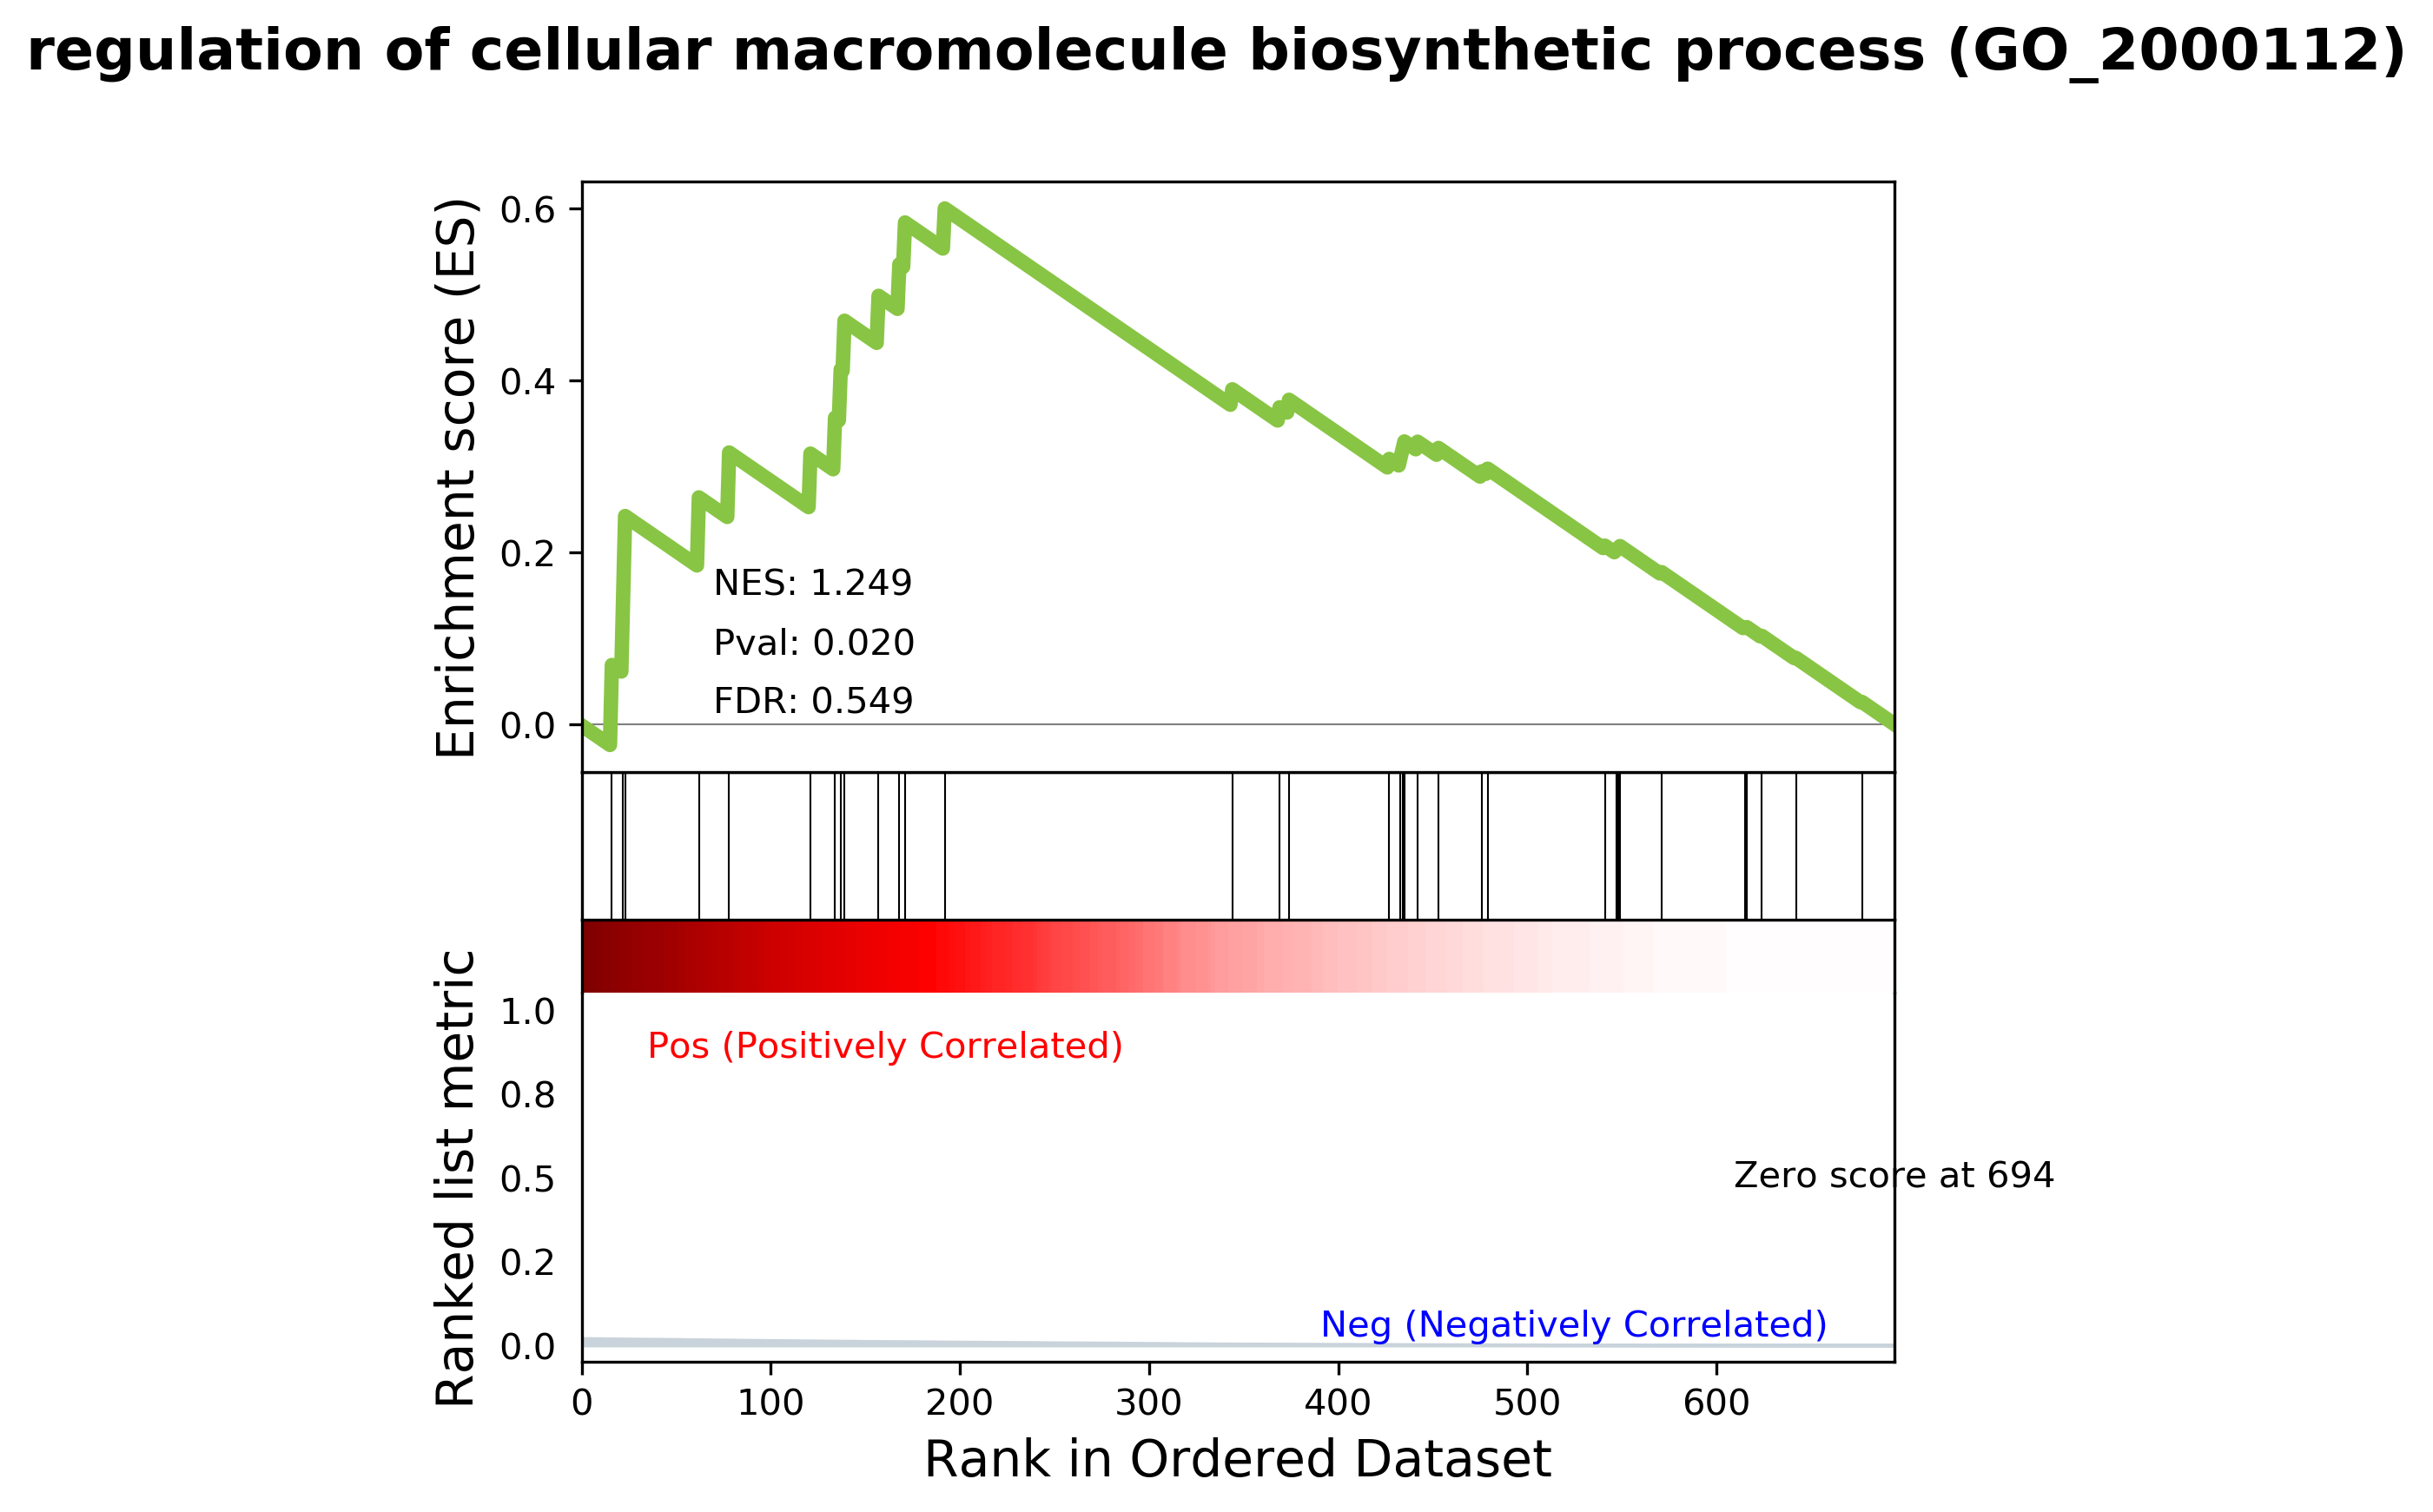 regulation of cellular macromolecule biosynthetic process (GO_2000112)
Enrichment score (ES)
0.6
0.4
0.2
0.0
NES: 1.249
Pval: 0.020
FDR: 0.549
Ranked list metric
1.0
0.8
0.5
0.2
0.0
Pos (Positively Correlated)
Zero score at 694
Neg (Negatively Correlated)
0 100 200 300 400 500 600
Rank in Ordered Dataset